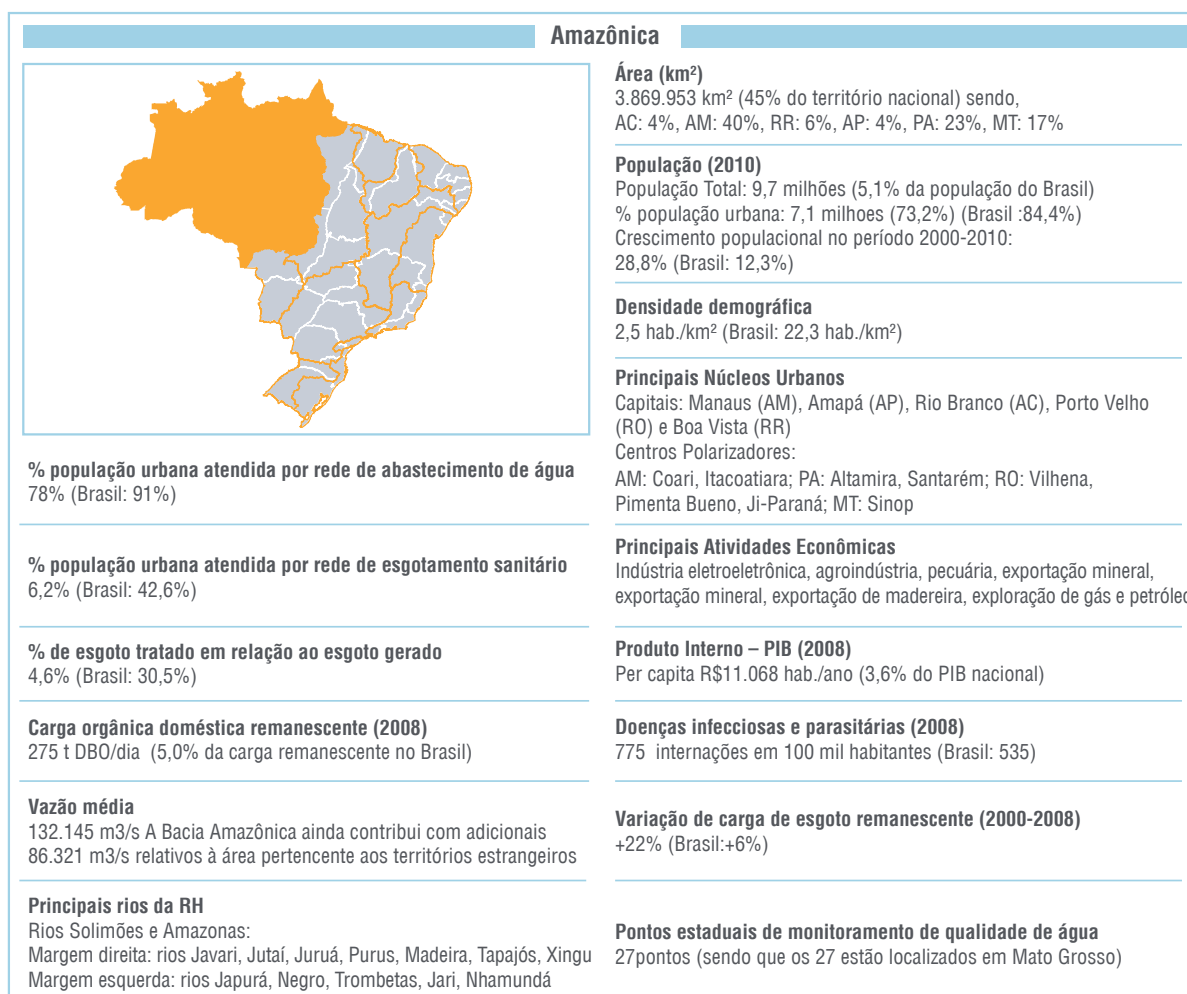 Amazônica
% população urbana atendida por rede de abastecimento de água
78% (Brasil: 91%)
% população urbana atendida por rede de esgotamento sanitário
6,2% (Brasil: 42,6%)
% de esgoto tratado em relação ao esgoto gerado
4,6% (Brasil: 30,5%)
Carga orgânica doméstica remanescente (2008)
275 t DBO/dia (5,0% da carga remanescente no Brasil)
Vazão média
132.145 m3/s A Bacia Amazônica ainda contribui com adicionais
86.321 m3/s relativos à área pertencente aos territórios estrangeiros
Principais rios da RH
Rios Solimões e Amazonas:
Margem direita: rios Javari, Jutaí, Juruá, Purus, Madeira, Tapajós, Xingu
Margem esquerda: rios Japurá, Negro, Trombetas, Jari, Nhamundá
Área (km²)
3.869.953 km² (45% do território nacional) sendo,
AC: 4%, AM: 40%, RR: 6%, AP: 4%, PA: 23%, MT: 17%
População (2010)
População Total: 9,7 milhões (5,1% da população do Brasil)
% população urbana: 7,1 milhoes (73,2%) (Brasil :84,4%)
Crescimento populacional no período 2000-2010:
28,8% (Brasil: 12,3%)
Densidade demográfica
2,5 hab./km² (Brasil: 22,3 hab./km²)
Principais Núcleos Urbanos
Capitais: Manaus (AM), Amapá (AP), Rio Branco (AC), Porto Velho
(RO) e Boa Vista (RR)
Centros Polarizadores:
AM: Coari, Itacoatiara; PA: Altamira, Santarém; RO: Vilhena,
Pimenta Bueno, Ji-Paraná; MT: Sinop
Principais Atividades Econômicas
Indústria eletroeletrônica, agroindústria, pecuária, exportação mineral,
exportação mineral, exportação de madereira, exploração de gás e petróleo
Produto Interno – PIB (2008)
Per capita R$11.068 hab./ano (3,6% do PIB nacional)
Doenças infecciosas e parasitárias (2008)
775 internações em 100 mil habitantes (Brasil: 535)
Variação de carga de esgoto remanescente (2000-2008)
+22% (Brasil:+6%)
Pontos estaduais de monitoramento de qualidade de água
27pontos (sendo que os 27 estão localizados em Mato Grosso)